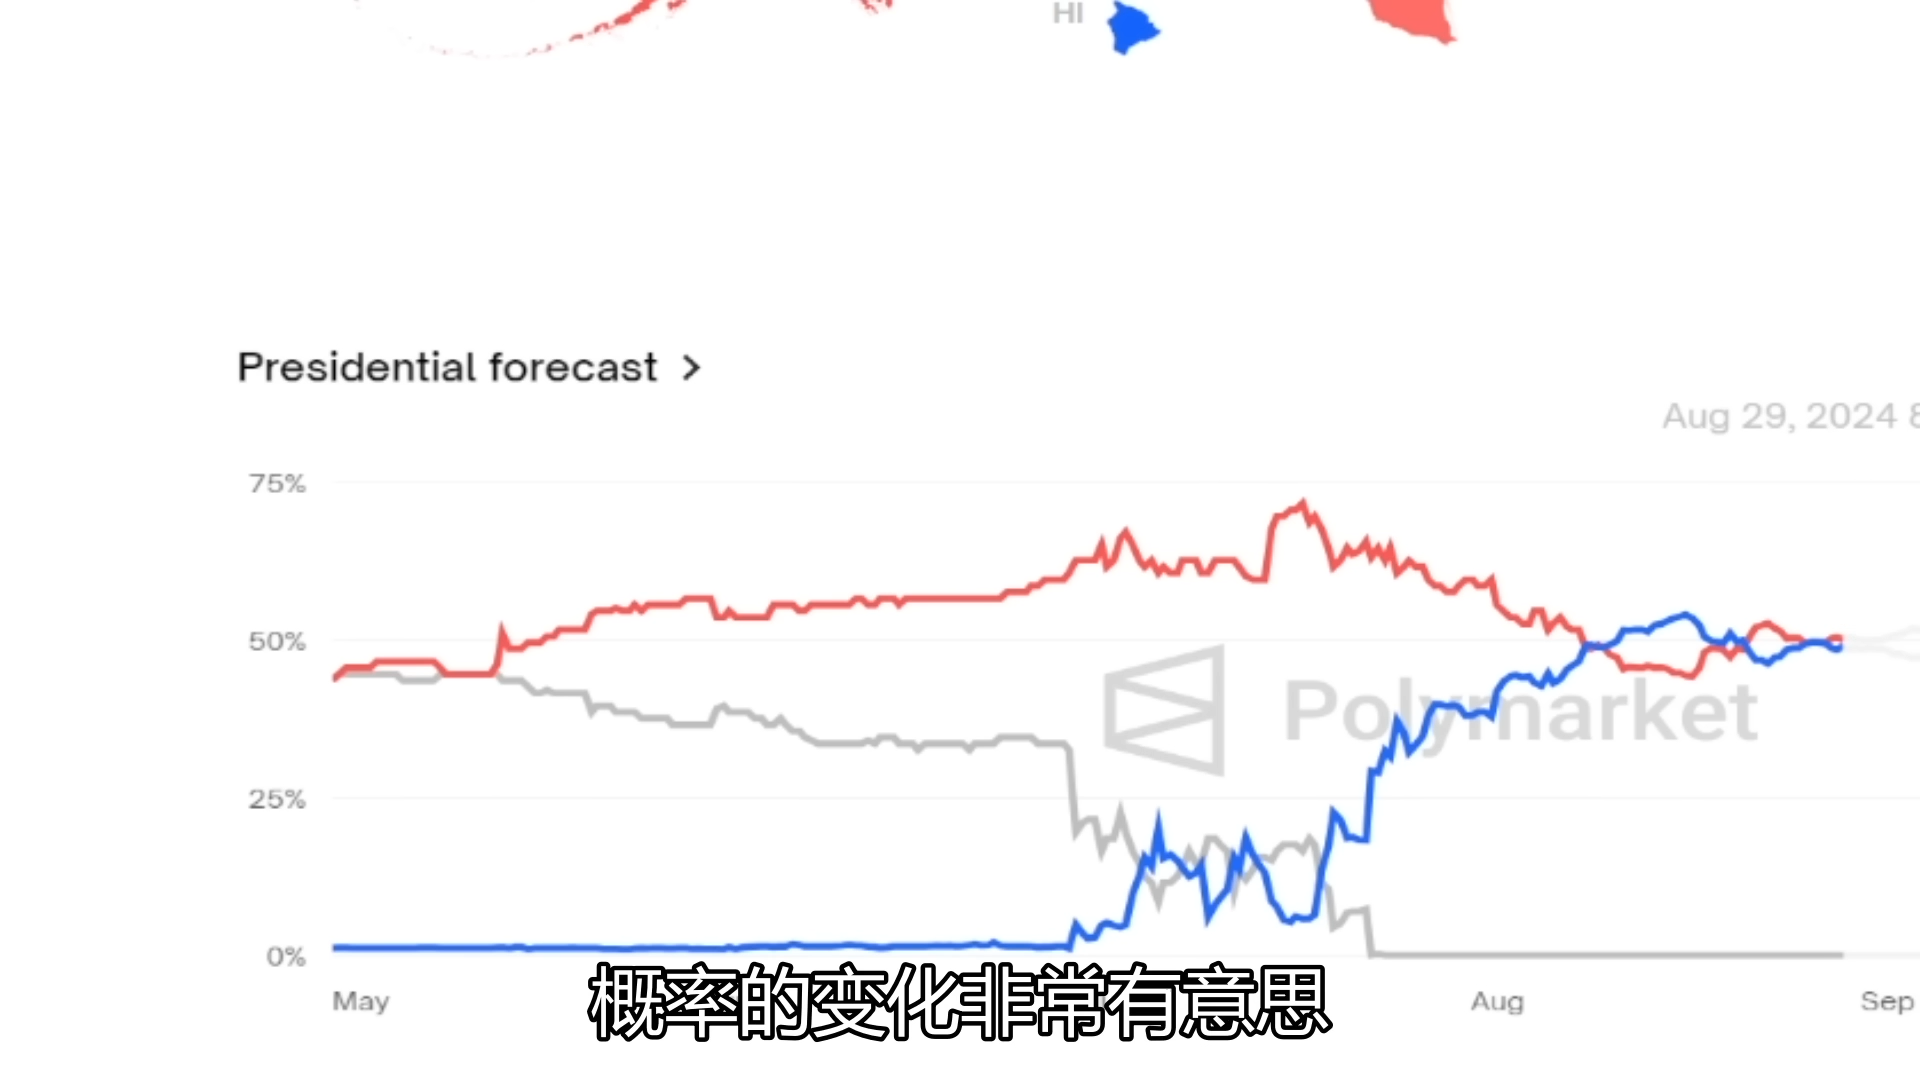 HI
Presidential forecast >
Aug 29, 2024 8
75%
50%
Polymarket
25%
0%
May
Aug
Sep
概率的变化非常有意思